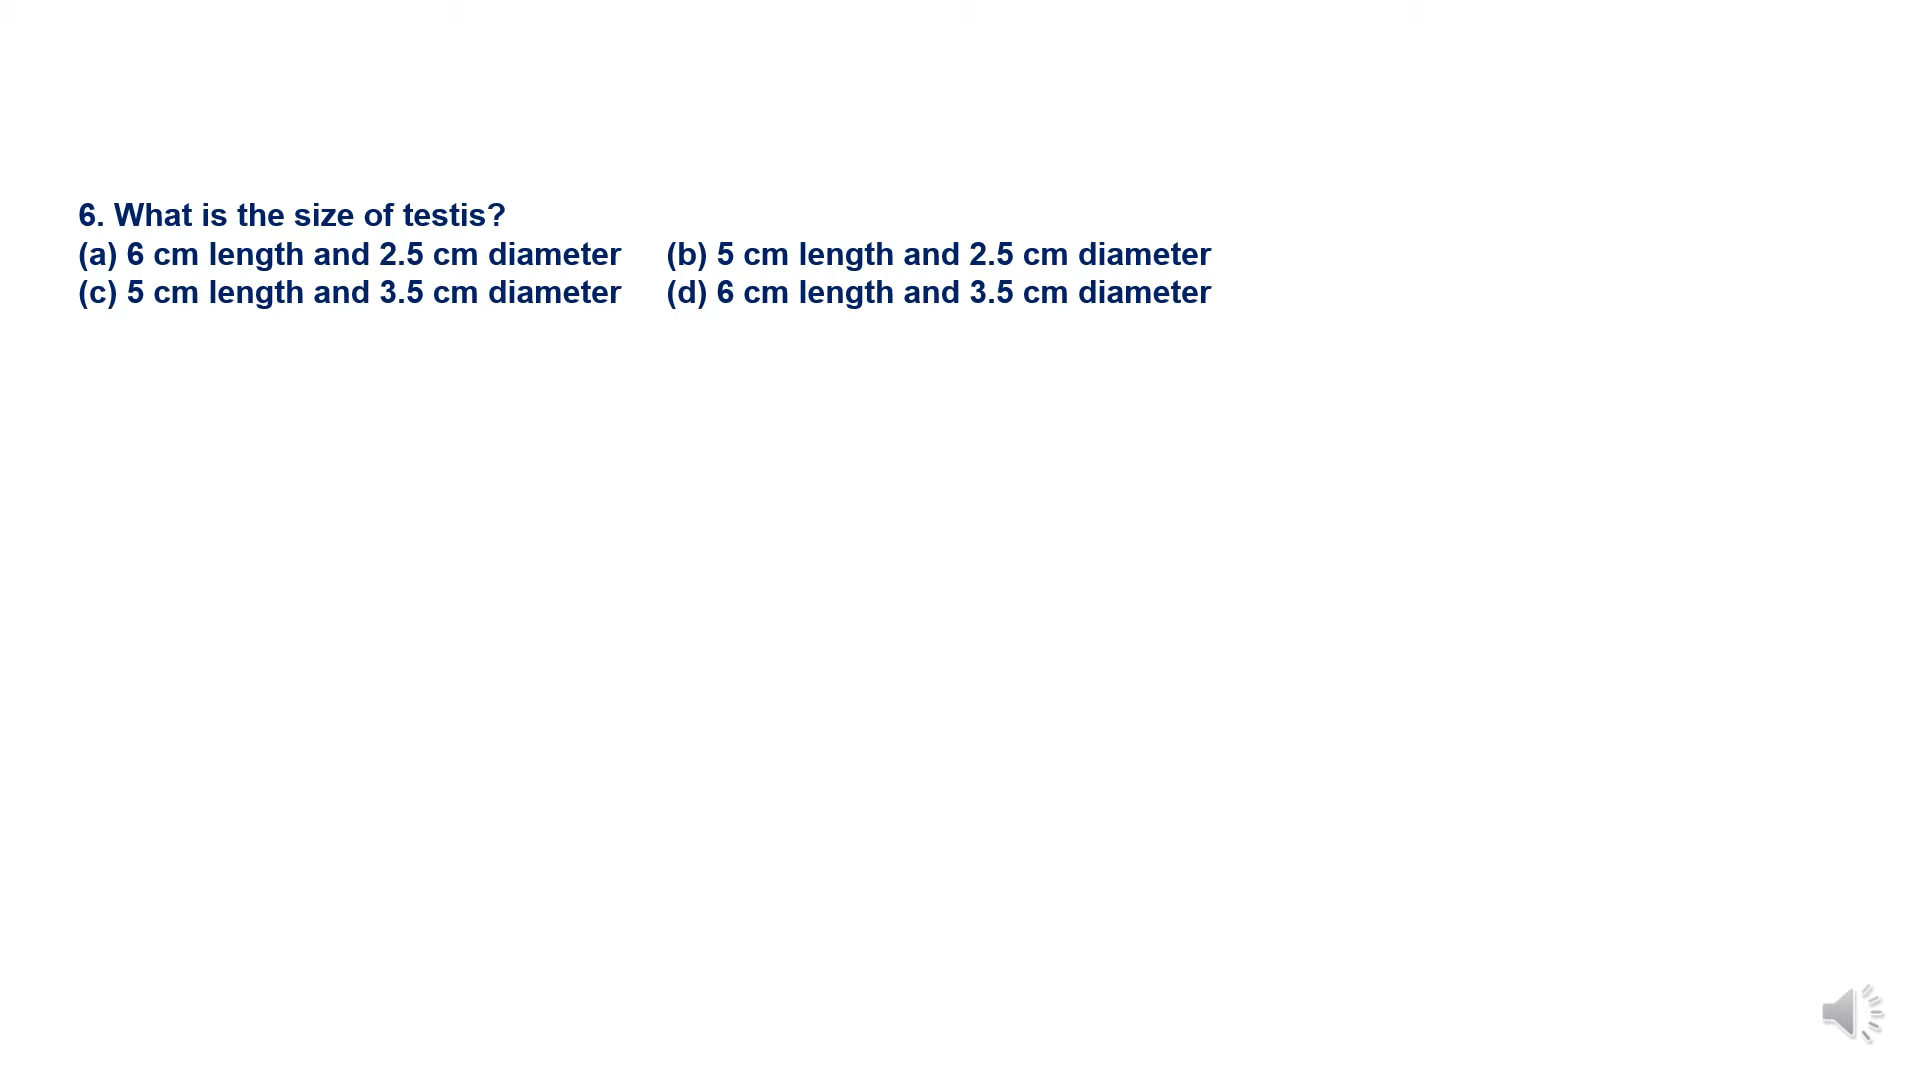 6. What is the size of testis?
(a) 6 cm length and 2.5 cm diameter (b) 5 cm length and 2.5 cm diameter
(c) 5 cm length and 3.5 cm diameter (d) 6 cm length and 3.5 cm diameter